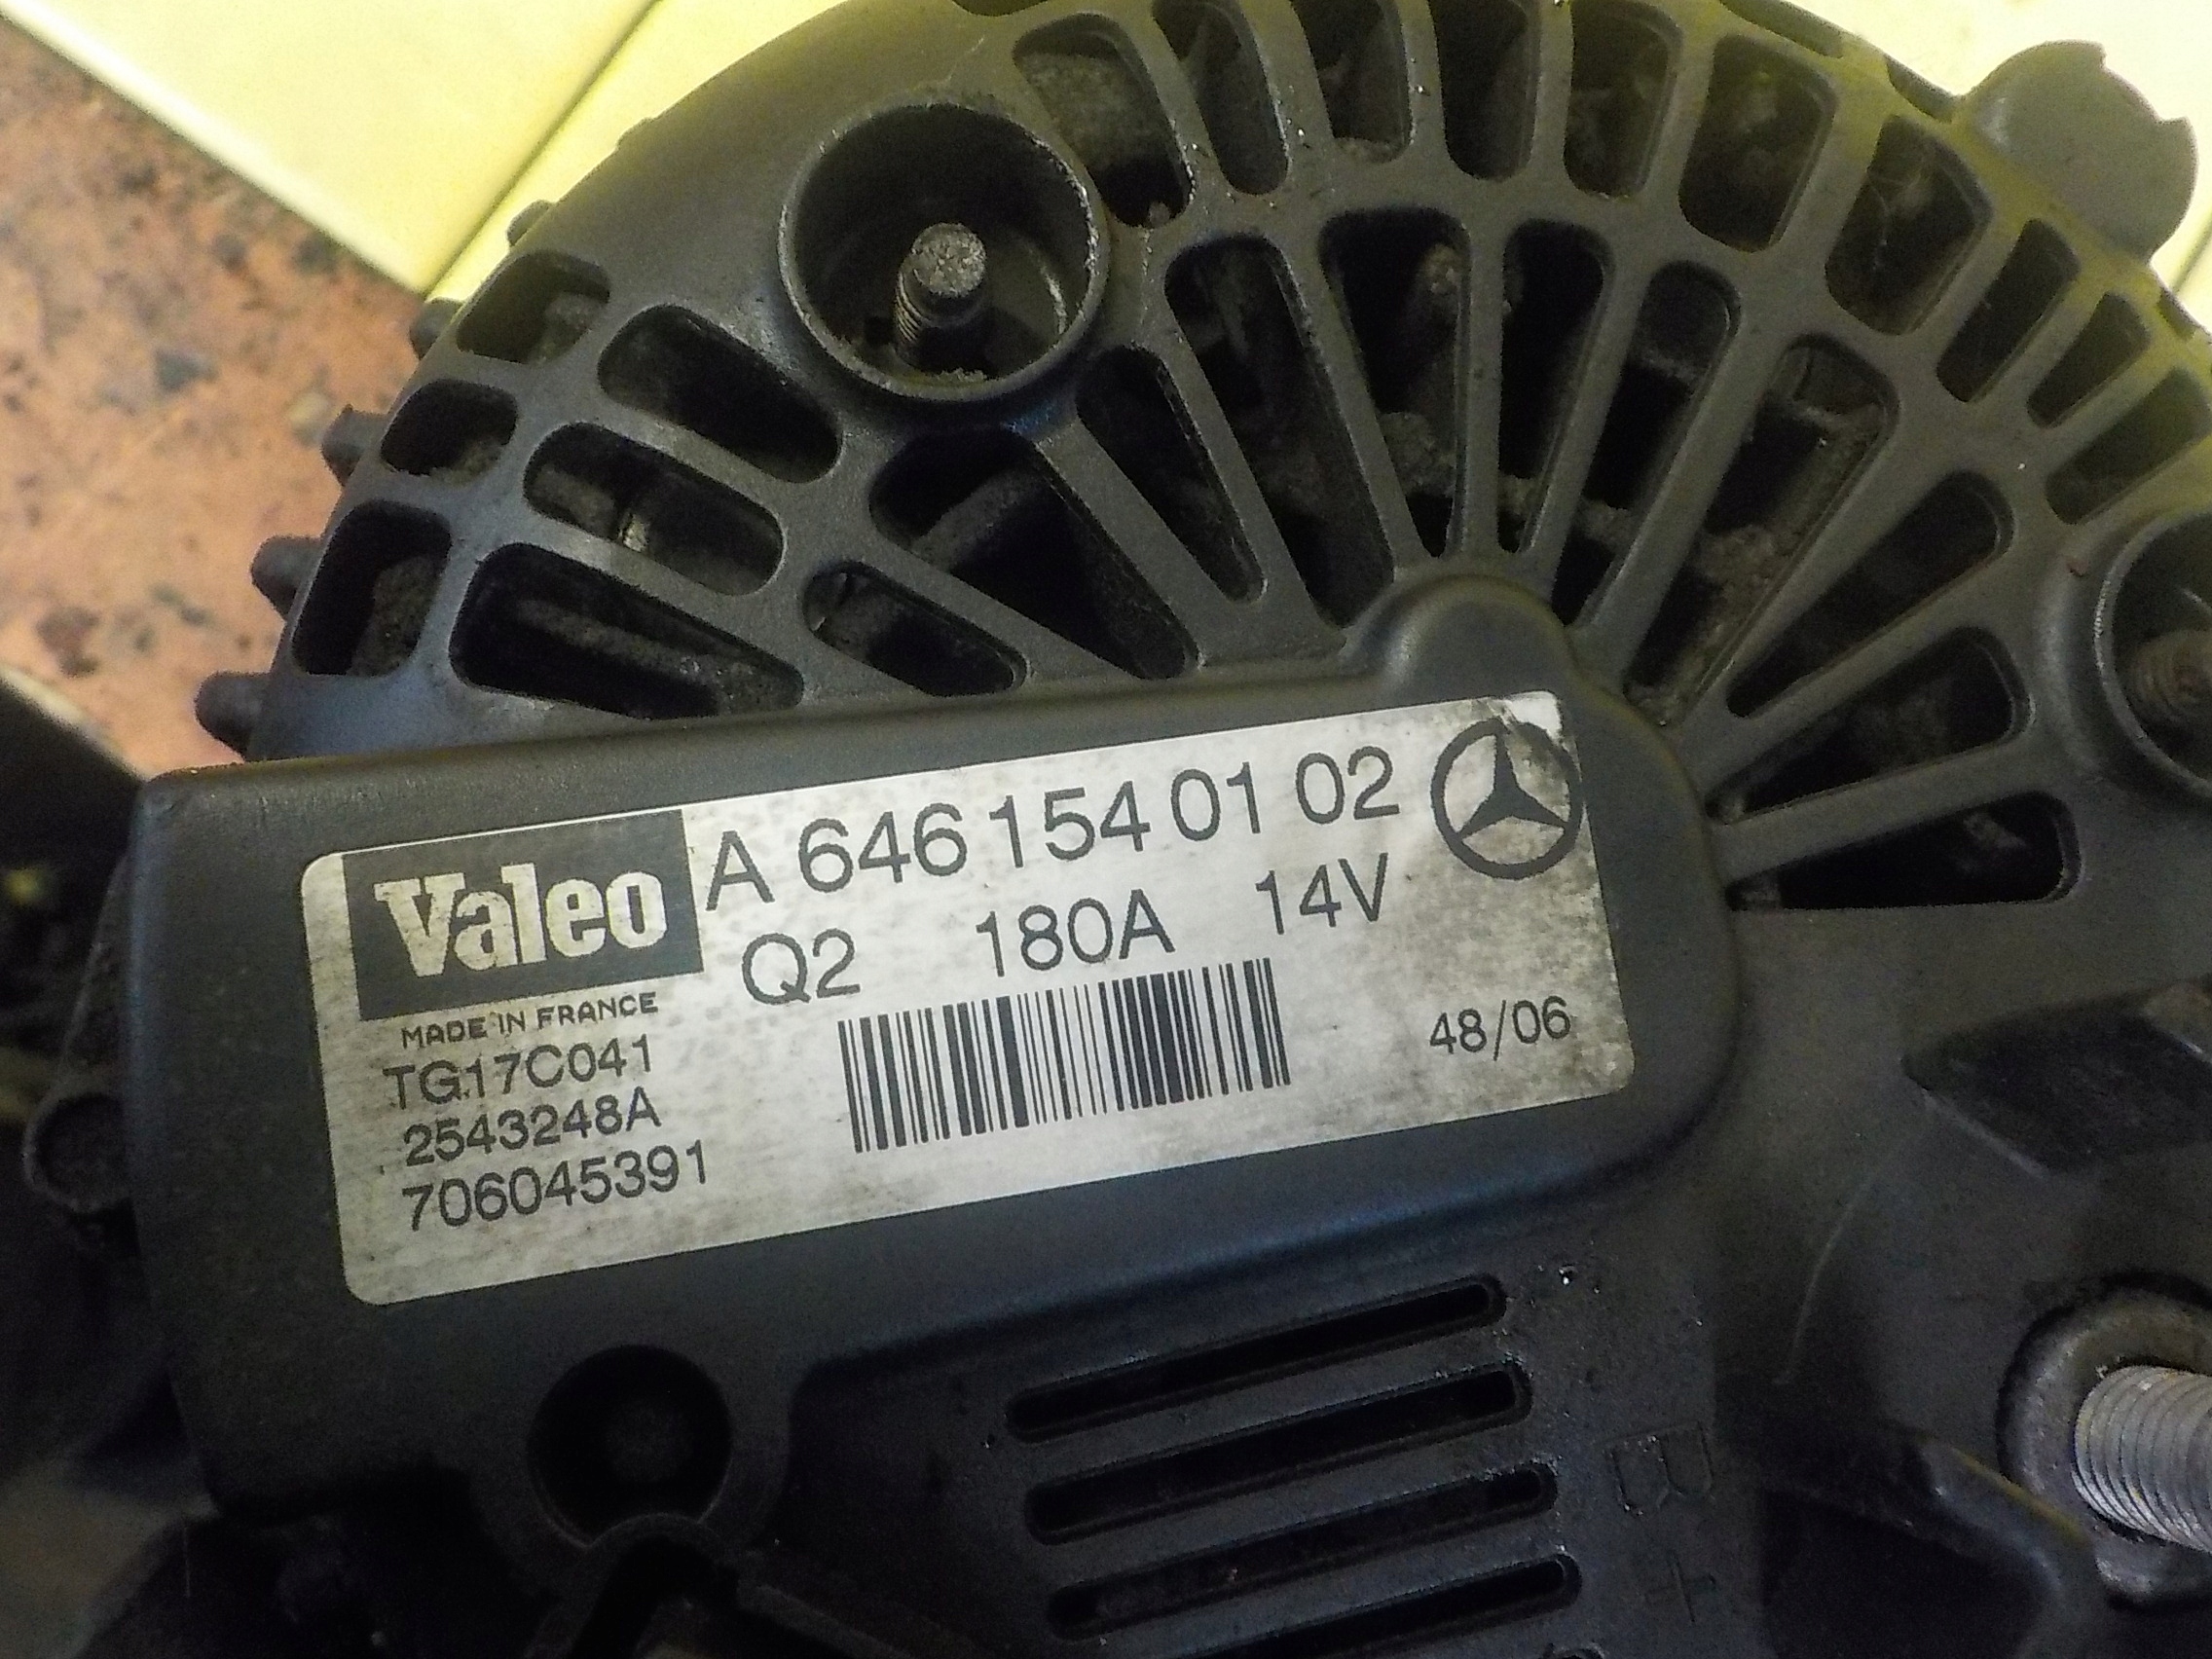 Valeo
A 646 154 01 02
Q2 180A 14V
MADE IN FRANCE
TG17C041
2543248A
706045391
48/06
B+